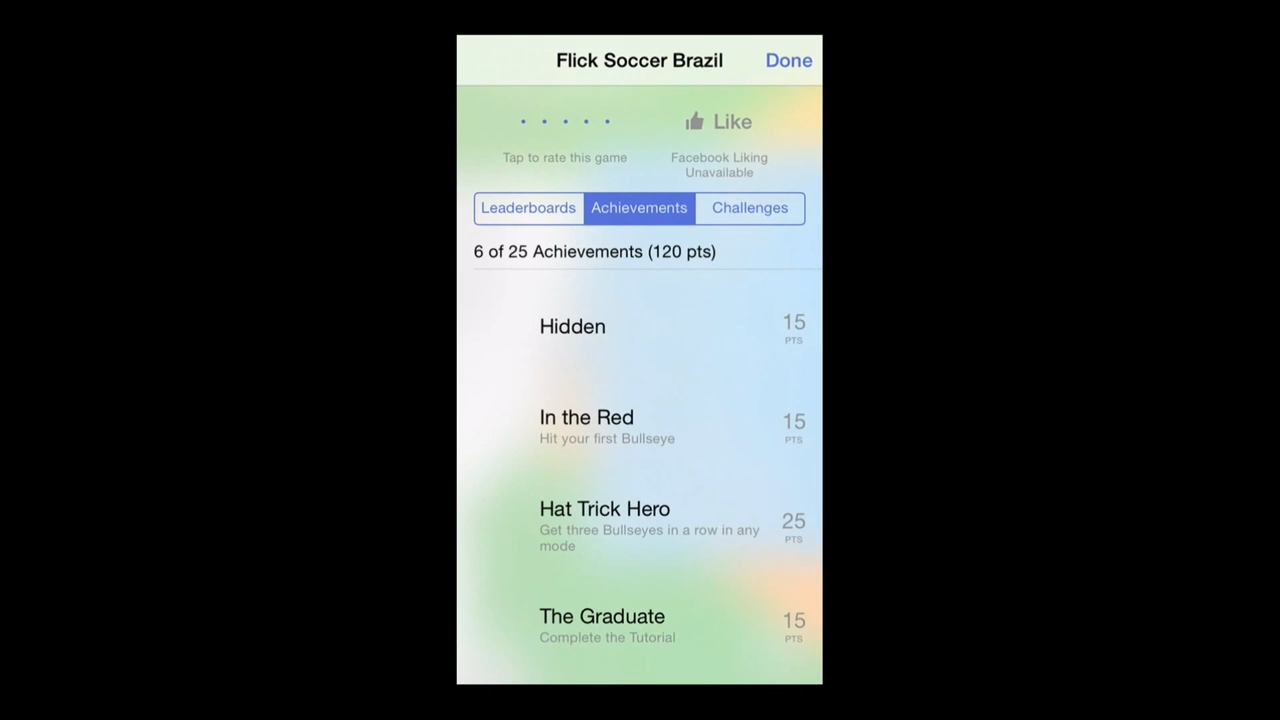 Flick Soccer Brazil Done
Like
Tap to rate this game
Facebook Liking
Unavailable
Leaderboards Achievements Challenges
6 of 25 Achievements (120 pts)
Hidden
15
PTS
In the Red
Hit your first Bullseye
15
PTS
Hat Trick Hero
Get three Bullseyes in a row in any
mode
25
PTS
The Graduate
Complete the Tutorial
15
PTS